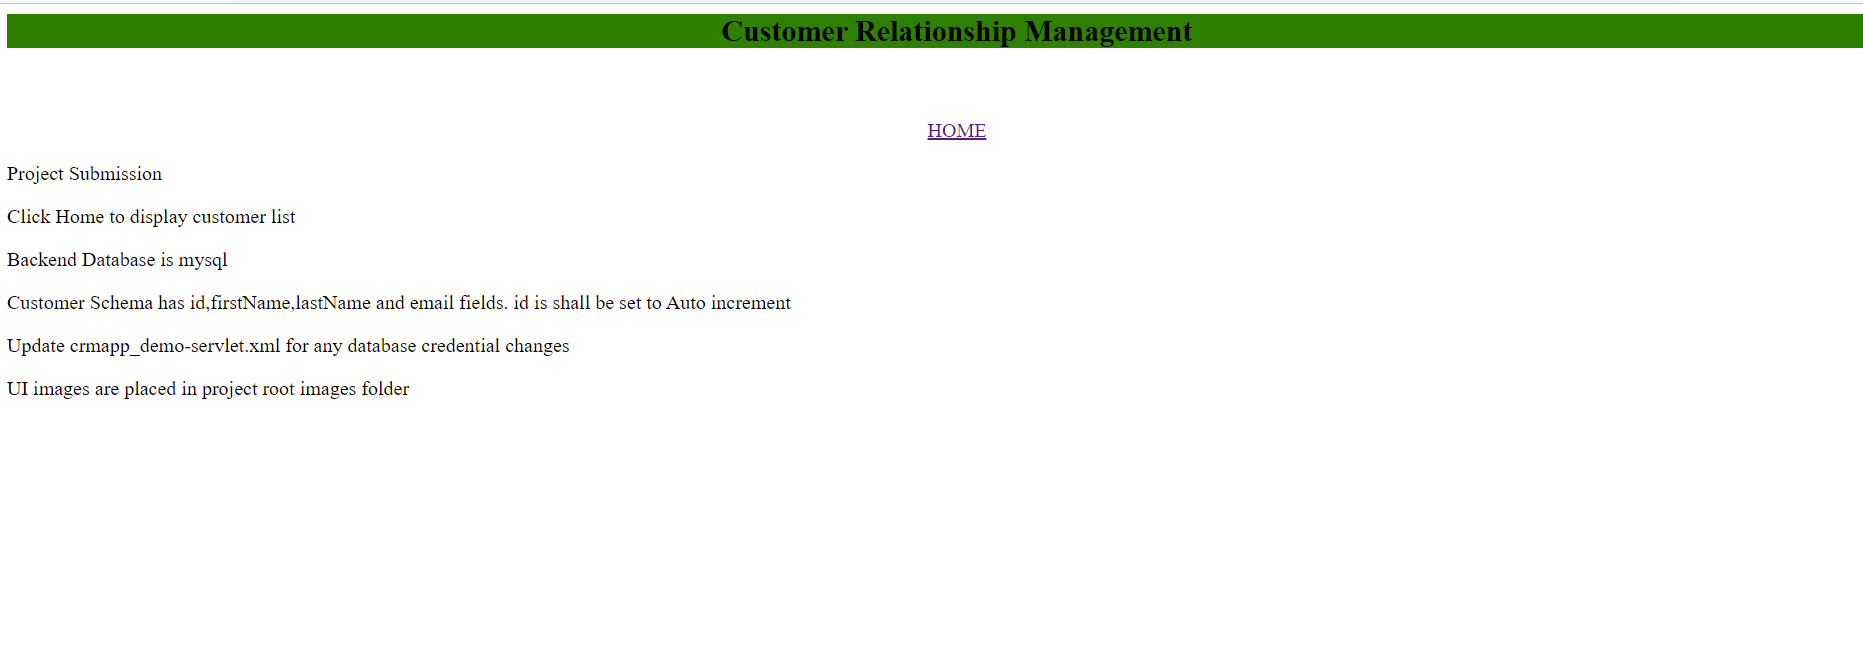 Customer Relationship Management
HOME
Project Submission
Click Home to display customer list
Backend Database is mysql
Customer Schema has id,firstName,lastName and email fields. id is shall be set to Auto increment
Update crmapp_demo-servlet.xml for any database credential changes
UI images are placed in project root images folder